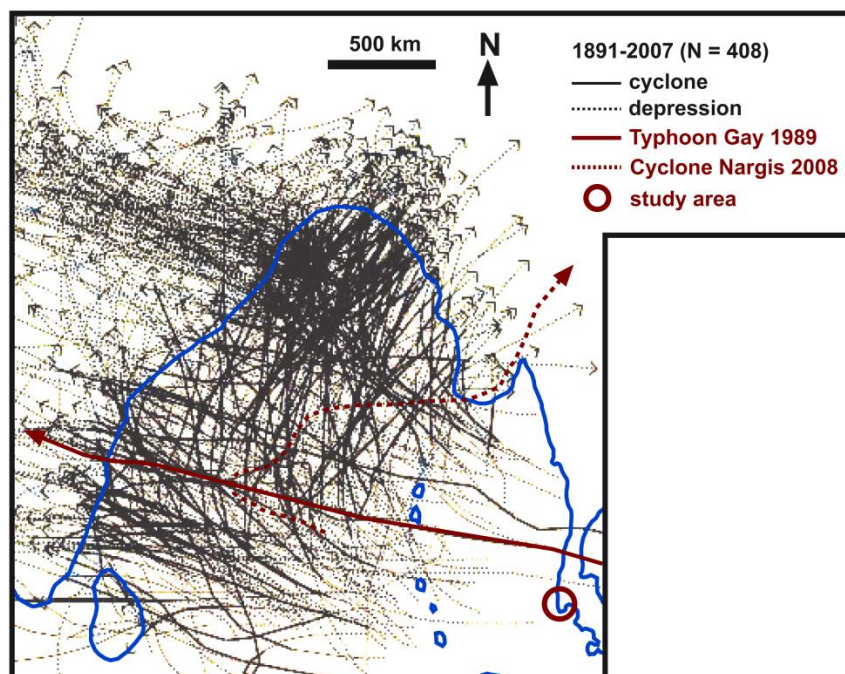 500 km
N
1891-2007 (N = 408)
cyclone
depression
Typhoon Gay 1989
Cyclone Nargis 2008
study area